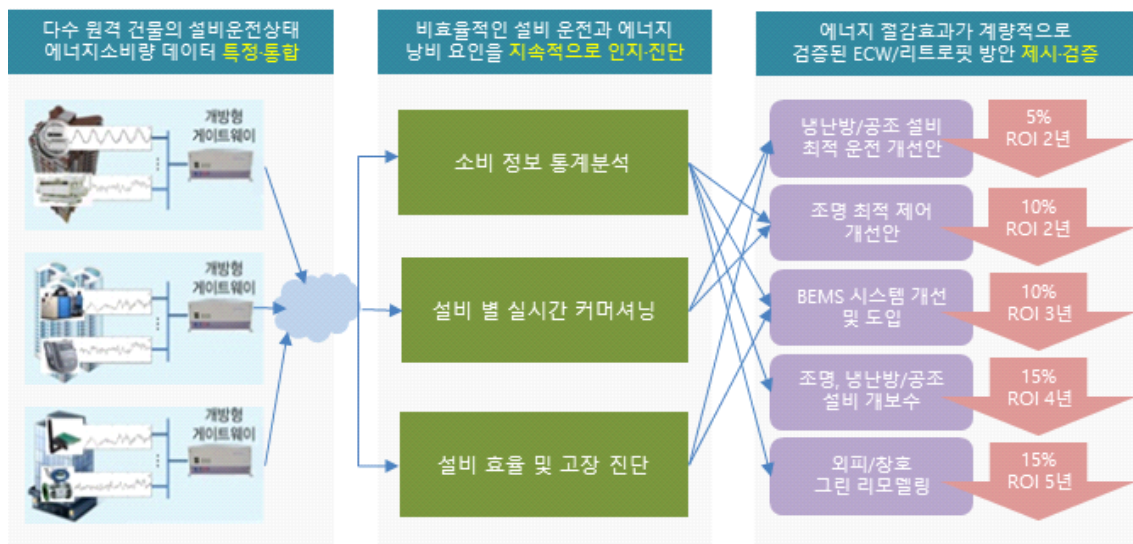 다수 원격 건물의 설비운전상태
에너지소비량 데이터 특정·통합
개방형
게이트웨이
개방형
게이트웨이
개방형
게이트웨이
비효율적인 설비 운전과 에너지
낭비 요인을 지속적으로 인지·진단
소비 정보 통계분석
설비 별 실시간 커머셔닝
설비 효율 및 고장 진단
에너지 절감효과가 계량적으로
검증된 ECW/리트로핏 방안 제시·검증
냉난방/공조 설비
최적 운전 개선안
5%
ROI 2년
조명 최적 제어
개선안
10%
ROI 2년
BEMS 시스템 개선
및 도입
10%
ROI 3년
조명, 냉난방/공조
설비 개보수
15%
ROI 4년
외피/창호
그린 리모델링
15%
ROI 5년